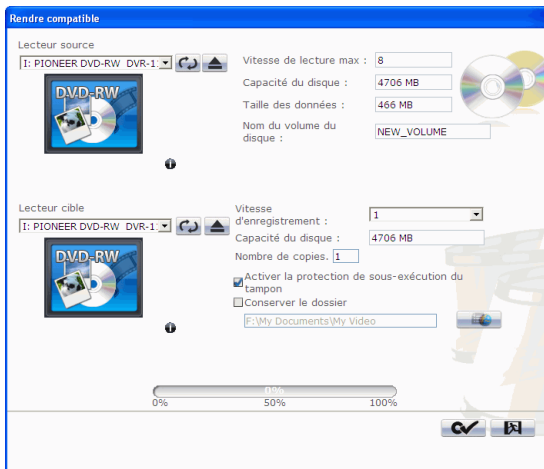 Rendre compatible
Lecteur source
I: PIONEER DVD-RW DVR-1
Vitesse de lecture max :
8
Capacité du disque :
4706 MB
Taille des données :
466 MB
Nom du volume du
disque :
NEW_VOLUME
DVD-RW
Lecteur cible
I: PIONEER DVD-RW DVR-1
Vitesse
d'enregistrement :
1
Capacité du disque :
4706 MB
Nombre de copies.
1
Activer la protection de sous-exécution du
tampon
Conserver le dossier
F:\My Documents\My Video
DVD-RW
0%
0%
50%
100%